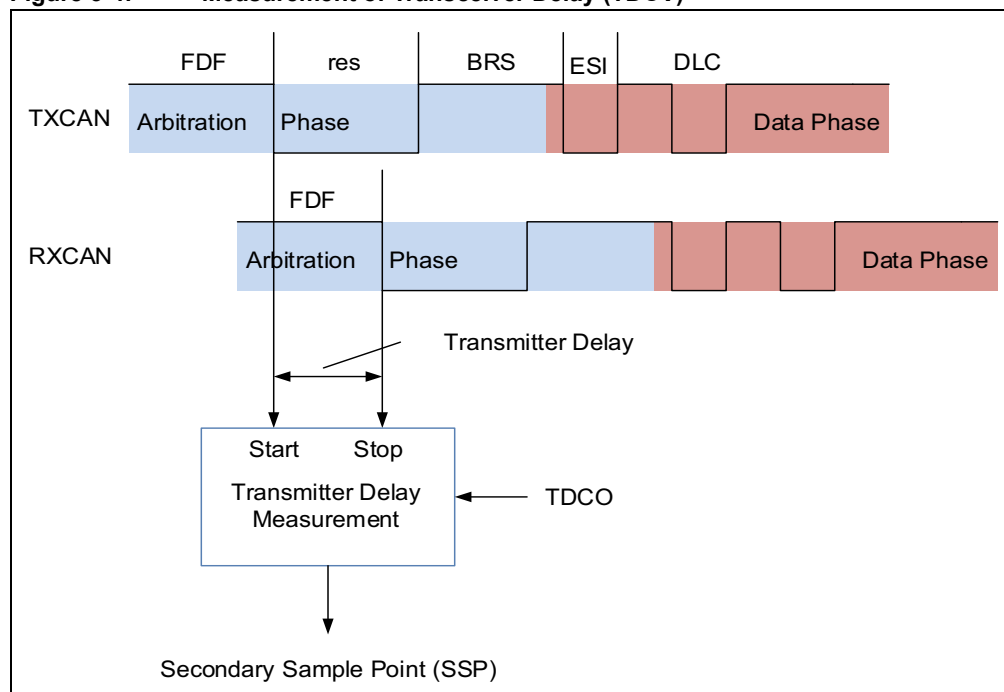 FDF res BRS ESI DLC
TXCAN Arbitration Phase Data Phase
FDF
RXCAN Arbitration Phase Data Phase
Transmitter Delay
Start Stop
Transmitter Delay
Measurement
TDCO
Secondary Sample Point (SSP)